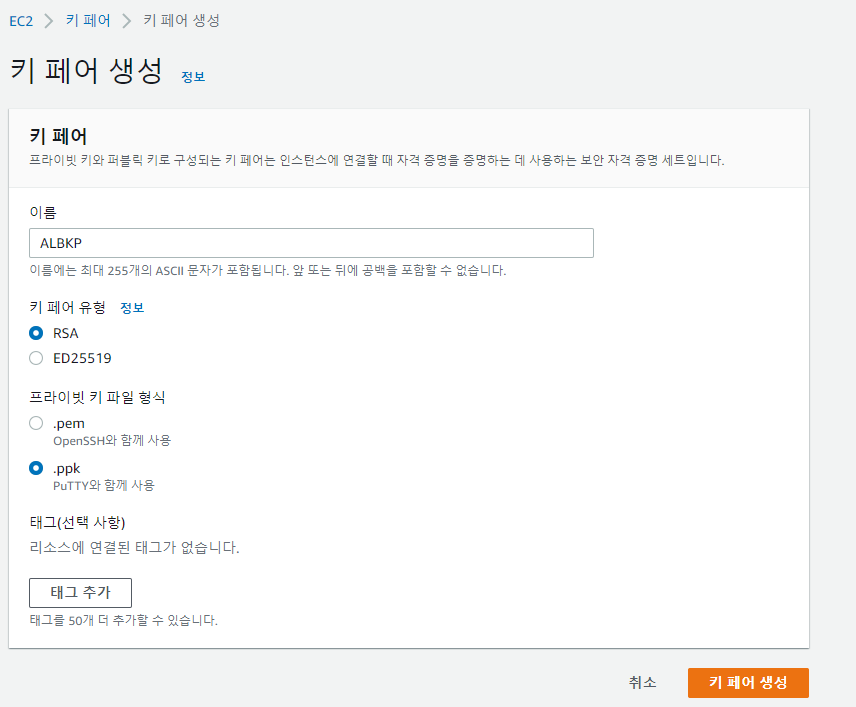 EC2 > 키 페어 > 키 페어 생성
키 페어 생성 정보
키 페어
프라이빗 키와 퍼블릭 키로 구성되는 키 페어는 인스턴스에 연결할 때 자격 증명을 증명하는 데 사용하는 보안 자격 증명 세트입니다.
이름
ALBKP
이름에는 최대 255개의 ASCII 문자가 포함됩니다. 앞 또는 뒤에 공백을 포함할 수 없습니다.
키 페어 유형 정보
RSA
ED25519
프라이빗 키 파일 형식
.pem
OpenSSH와 함께 사용
.ppk
PuTTY와 함께 사용
태그(선택 사항)
리소스에 연결된 태그가 없습니다.
태그 추가
태그를 50개 더 추가할 수 있습니다.
취소 키 페어 생성